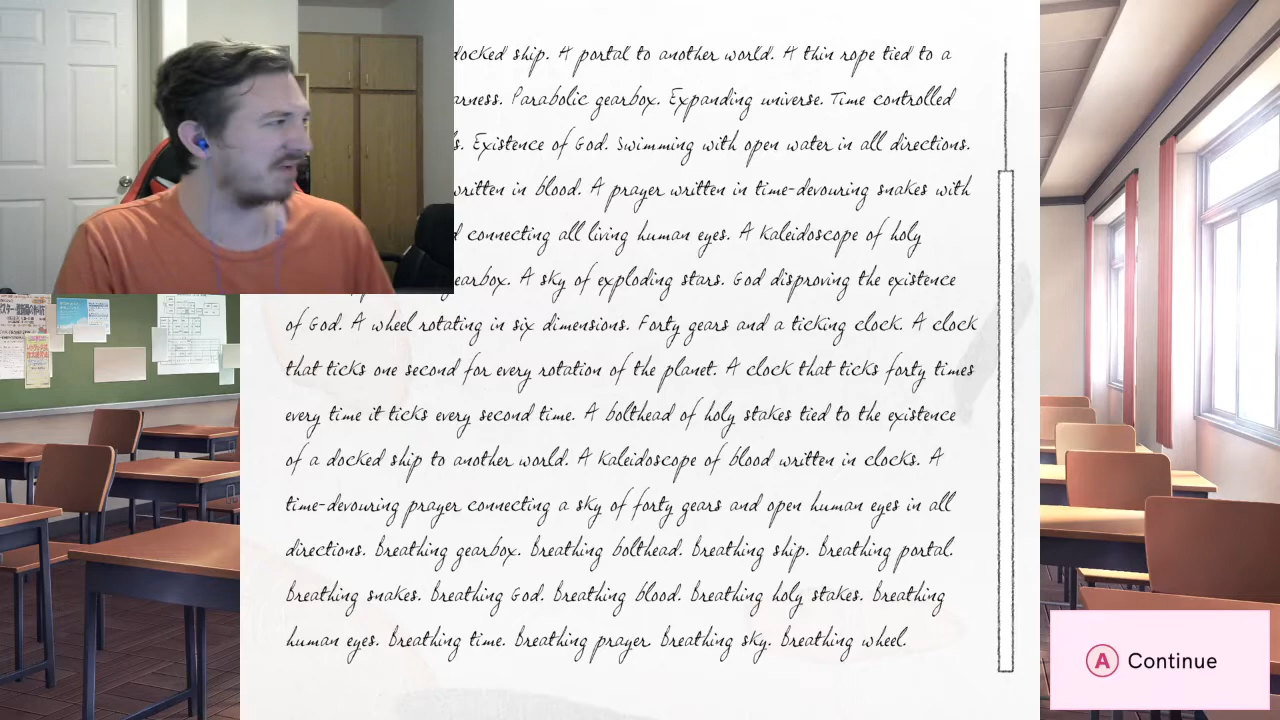 docked ship. A portal to another world. A thin rope tied to a
Parabolic gearbox. Expanding universe. Time controlled
Existence of God. Swimming with open water in all directions.
written in blood. A prayer written in time-devouring snakes with
connecting all living human eyes. A kaleidoscope of holy
gearbox. A sky of exploding stars. God disproving the existence
of God. A wheel rotating in six dimensions. Forty gears and a ticking clock. A clock
that ticks one second for every rotation of the planet. A clock that ticks forty times
every time it ticks every second time. A bolthead of holy stakes tied to the existence
of a docked ship to another world. A kaleidoscope of blood written in clocks. A
time-devouring prayer connecting a sky of forty gears and open human eyes in all
directions. Breathing gearbox. Breathing bolthead. Breathing ship. Breathing portal.
Breathing snakes. Breathing God. Breathing blood. Breathing holy stakes. Breathing
human eyes. Breathing time. Breathing prayer. Breathing sky. Breathing wheel.
A Continue